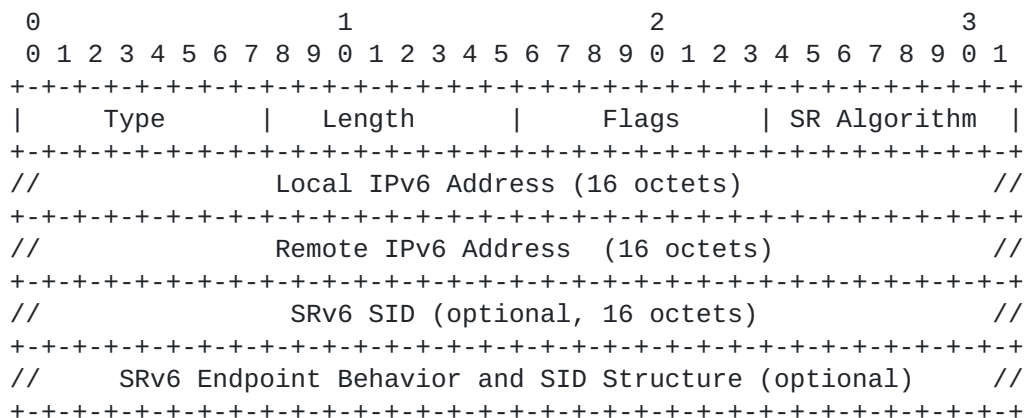 0                   1                   2                   3
 0 1 2 3 4 5 6 7 8 9 0 1 2 3 4 5 6 7 8 9 0 1 2 3 4 5 6 7 8 9 0 1
+-+-+-+-+-+-+-+-+-+-+-+-+-+-+-+-+-+-+-+-+-+-+-+-+-+-+-+-+-+-+-+-+
|     Type      |   Length      |     Flags     | SR Algorithm  |
+-+-+-+-+-+-+-+-+-+-+-+-+-+-+-+-+-+-+-+-+-+-+-+-+-+-+-+-+-+-+-+-+
//               Local IPv6 Address (16 octets)                //
+-+-+-+-+-+-+-+-+-+-+-+-+-+-+-+-+-+-+-+-+-+-+-+-+-+-+-+-+-+-+-+-+
//               Remote IPv6 Address  (16 octets)              //
+-+-+-+-+-+-+-+-+-+-+-+-+-+-+-+-+-+-+-+-+-+-+-+-+-+-+-+-+-+-+-+-+
//                SRv6 SID (optional, 16 octets)               //
+-+-+-+-+-+-+-+-+-+-+-+-+-+-+-+-+-+-+-+-+-+-+-+-+-+-+-+-+-+-+-+-+
//     SRv6 Endpoint Behavior and SID Structure (optional)     //
+-+-+-+-+-+-+-+-+-+-+-+-+-+-+-+-+-+-+-+-+-+-+-+-+-+-+-+-+-+-+-+-+